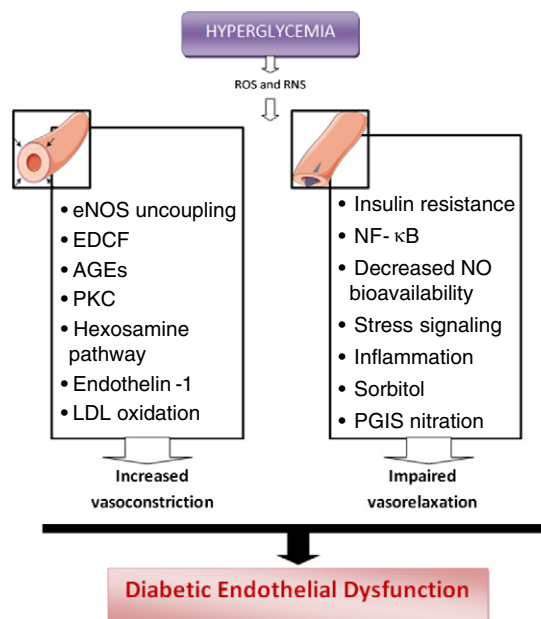 HYPERGLYCEMIA
ROS and RNS
• eNOS uncoupling
• EDCF
• AGEs
• PKC
• Hexosamine
pathway
• Endothelin -1
• LDL oxidation
Increased
vasoconstriction
• Insulin resistance
• NF- κB
• Decreased NO
bioavailability
• Stress signaling
• Inflammation
• Sorbitol
• PGIS nitration
Impaired
vasorelaxation
Diabetic Endothelial Dysfunction